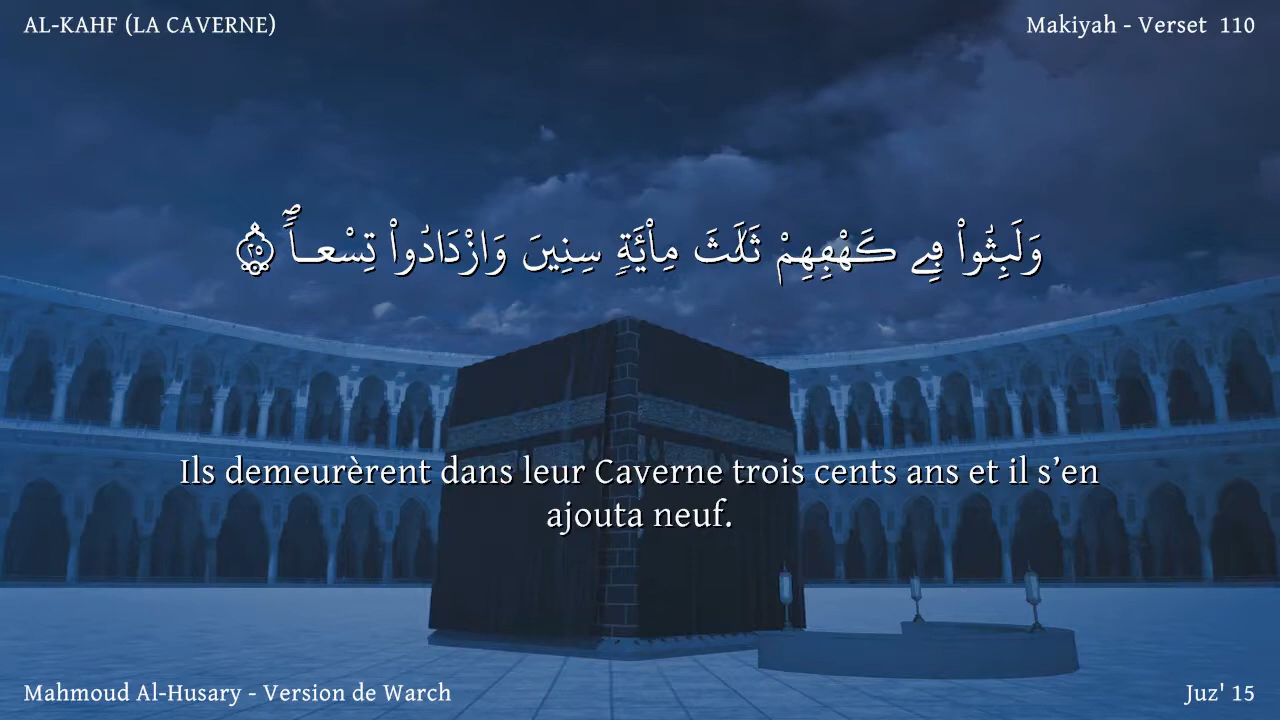 AL-KAHF (LA CAVERNE)
Makiyah - Verset 110
وَلَبِثُواْ فِے كَهْفِهِمْ ثَلَٰثَ مِاْئَةٖ سِنِينَ وَازْدَادُواْ تِسْعاٗۖ ٢٥
Ils demeurèrent dans leur Caverne trois cents ans et il s’en
ajouta neuf.
Mahmoud Al-Husary - Version de Warch
Juz' 15